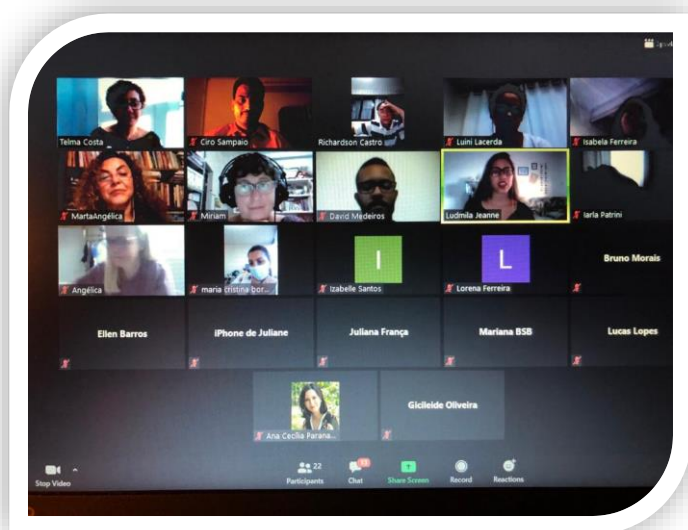 Telma Costa
Ciro Sampaio
Richardson Castro
Luini Lacerda
Isabela Ferreira
MartaAngélica
Miriam
David Medeiros
Ludmila Jeanne
Iarla Patrini
Angélica
maria cristina bor...
I
Izabelle Santos
L
Lorena Ferreira
Bruno Morais
Ellen Barros
iPhone de Juliane
Juliana França
Mariana BSB
Lucas Lopes
Ana Cecília Parana...
Gicileide Oliveira
Stop Video
22
Participants
Chat
Share Screen
Record
Reactions